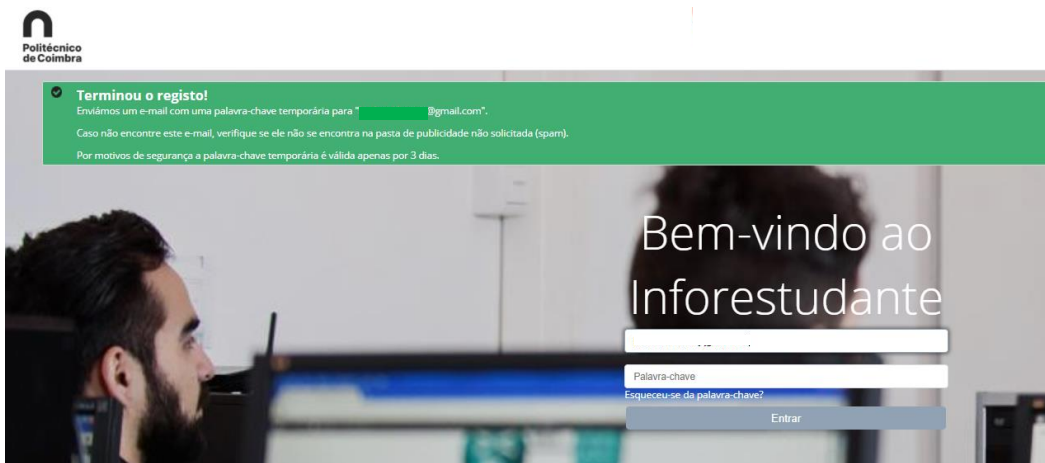 Politécnico
de Coimbra
Terminou o registo!
Enviámos um e-mail com uma palavra-chave temporária para " @gmail.com".
Caso não encontre este e-mail, verifique se ele não se encontra na pasta de publicidade não solicitada (spam).
Por motivos de segurança a palavra-chave temporária é válida apenas por 3 dias.
Bem-vindo ao
Inforestudante
Palavra-chave
Esqueceu-se da palavra-chave?
Entrar